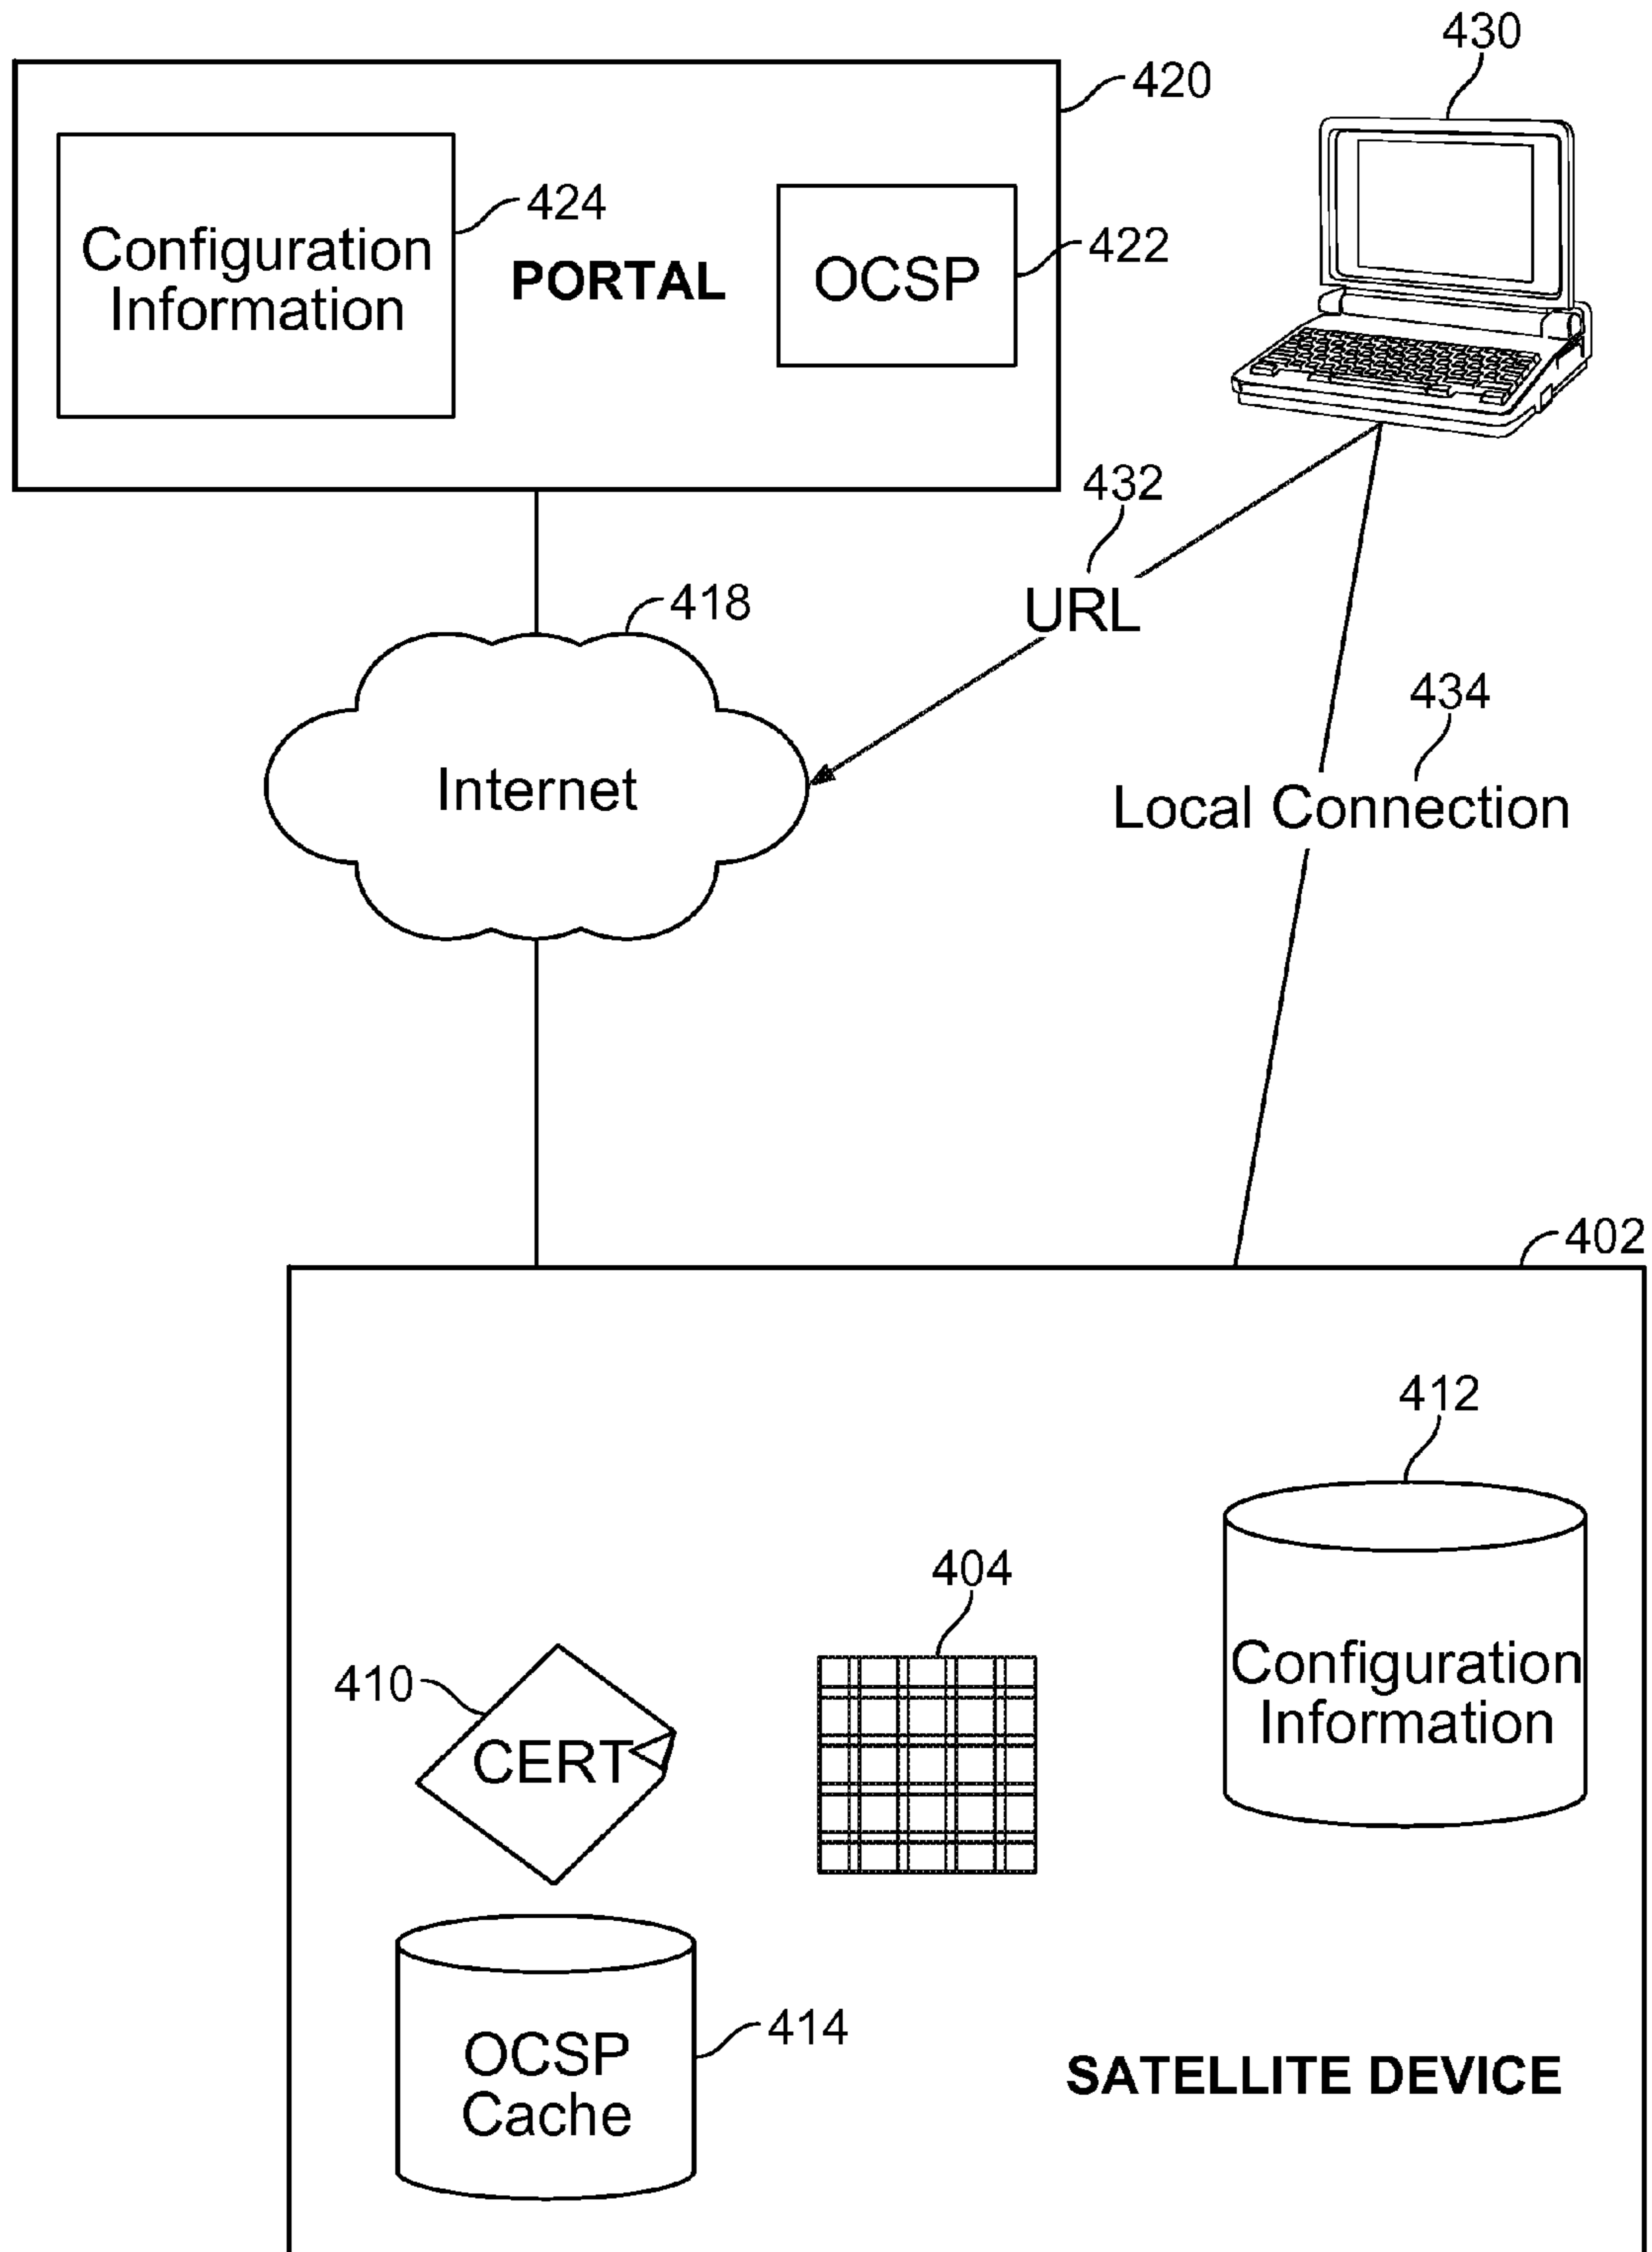 430
420
424
Configuration
Information
PORTAL
422
OCSP
432
URL
418
Internet
434
Local Connection
402
412
Configuration
Information
404
410
CERT
414
OCSP
Cache
SATELLITE DEVICE